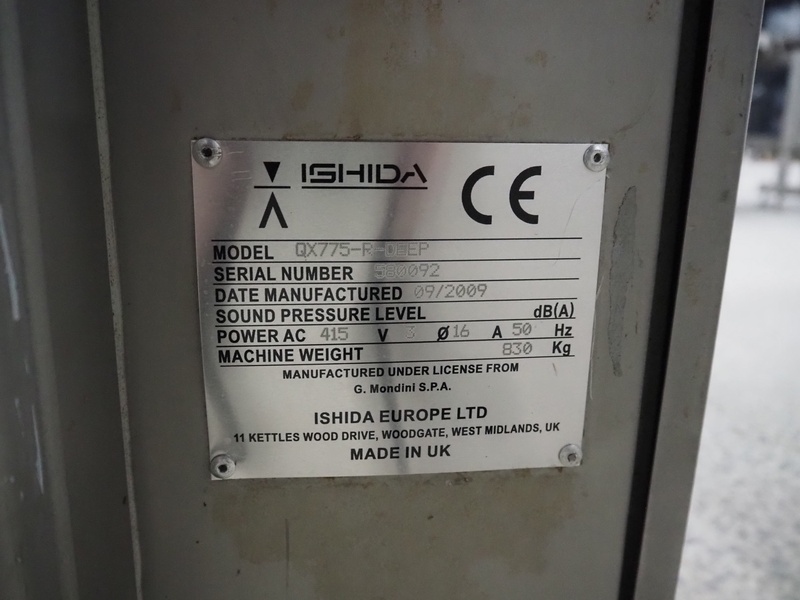 ISHIDA CE
MODEL QX775-R-DEEP
SERIAL NUMBER 580092
DATE MANUFACTURED 09/2009
SOUND PRESSURE LEVEL dB(A)
POWER AC 415 V 3 Ø 16 A 50 Hz
MACHINE WEIGHT 830 Kg
MANUFACTURED UNDER LICENSE FROM
G. Mondini S.P.A.
ISHIDA EUROPE LTD
11 KETTLES WOOD DRIVE, WOODGATE, WEST MIDLANDS, UK
MADE IN UK